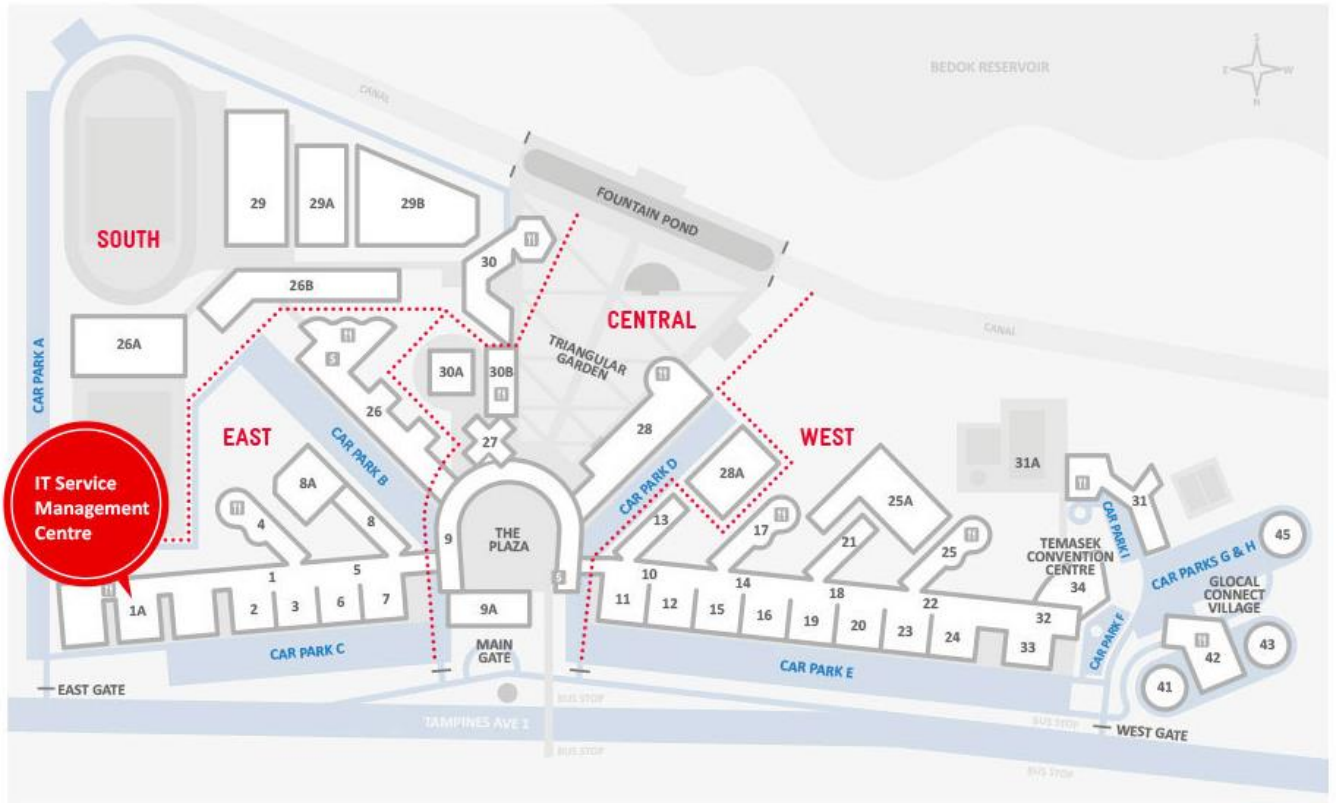 BEDOK RESERVOIR
S
E
W
N
CANAL
FOUNTAIN POND
29
29A
29B
SOUTH
30
26B
CENTRAL
CANAL
26A
TRIANGULAR
GARDEN
30A
30B
CAR PARK A
S
26
EAST
CAR PARK B
27
28
WEST
CAR PARK D
28A
31A
IT Service
Management
Centre
8A
25A
31
4
8
9
THE
PLAZA
13
17
21
25
TEMASEK
CONVENTION
CENTRE
CAR PARK I
45
CAR PARKS G & H
1
5
S
10
14
18
22
34
GLOCAL
CONNECT
VILLAGE
1A
2
3
6
7
9A
11
12
15
16
19
20
23
24
32
33
CAR PARK F
42
43
41
CAR PARK C
MAIN
GATE
CAR PARK E
EAST GATE
BUS STOP
TAMPINES AVE 1
BUS STOP
WEST GATE
BUS STOP
BUS STOP